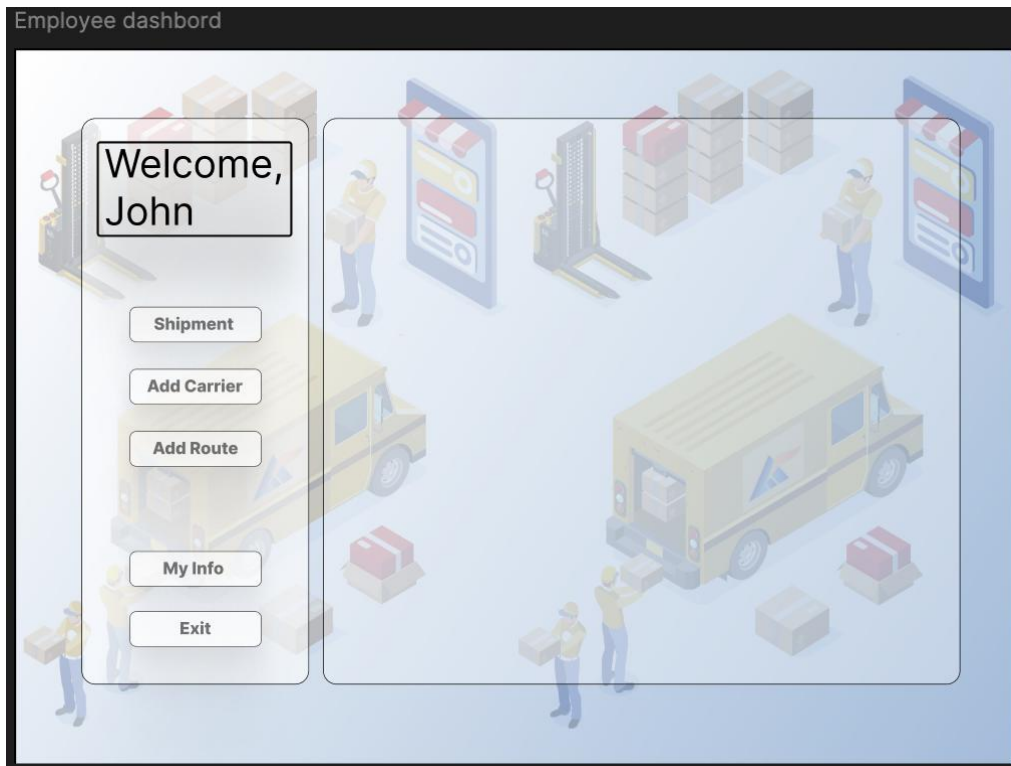 Employee dashbord
Welcome,
John
Shipment
Add Carrier
Add Route
My Info
Exit